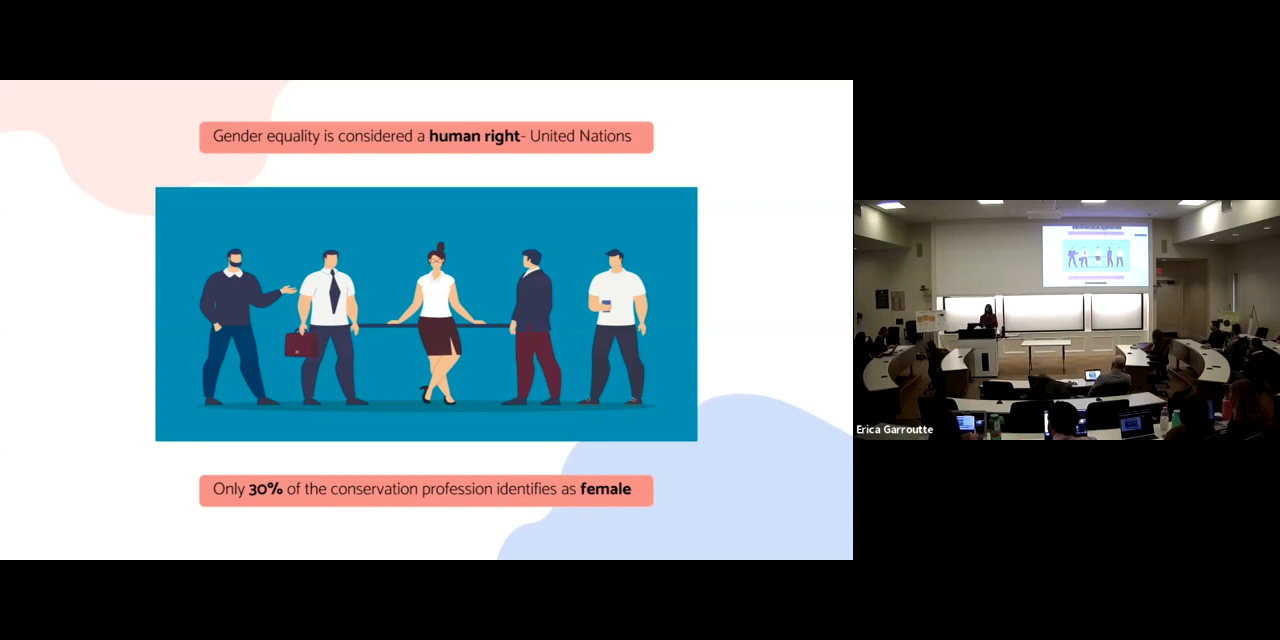 Gender equality is considered a human right- United Nations
Only 30% of the conservation profession identifies as female
Erica Garroutte